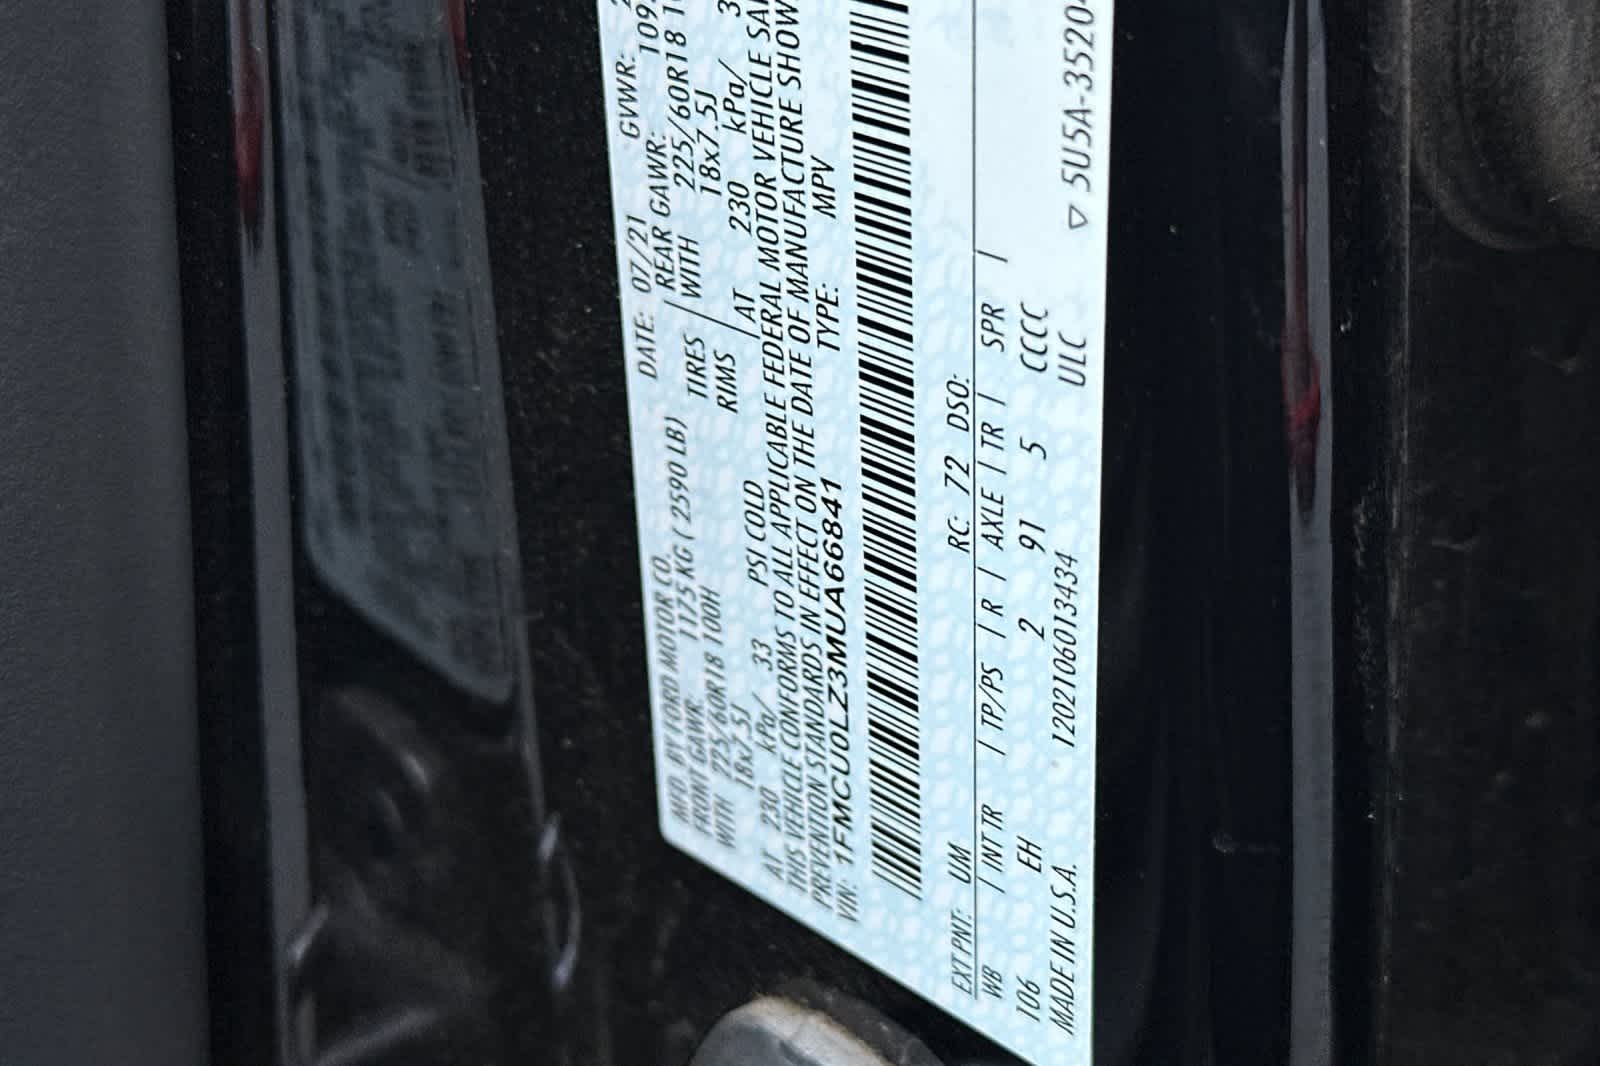 MFD. BY FORD MOTOR CO.
DATE: 07/21 GVWR:
FRONT GAWR: 1175 KG ( 2590 LB)
REAR GAWR: 109
WITH 225/60R18 100H TIRES
WITH 225/60R18
18x7.5J RIMS
18x7.5J
AT 230 kPa/ 33 PSI COLD
AT 230 kPa/
THIS VEHICLE CONFORMS TO ALL APPLICABLE FEDERAL MOTOR VEHICLE
PREVENTION STANDARDS IN EFFECT ON THE DATE OF MANUFACTURE SHOW
VIN: 1FMCU0LZ3MUA66841
TYPE: MPV
EXT PNT: UM RC: 72 DSO:
WB / INT TR / TP/PS / R / AXLE / TR / SPR /
106 EH 2 91 5 CCCC
MADE IN U.S.A. 1202106013434 ULC
▽ 5U5A-3520